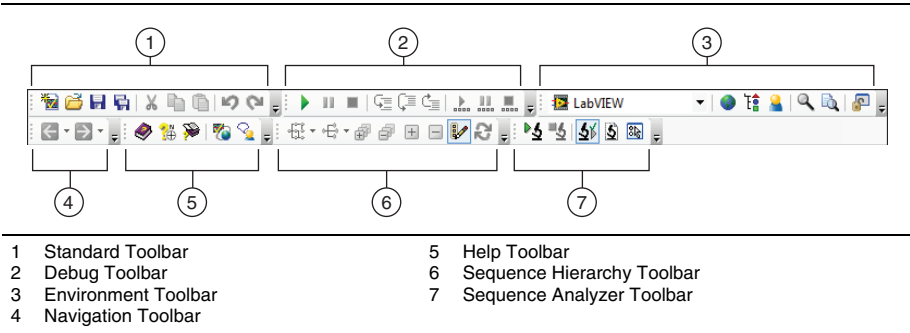 1
2
3
LabVIEW
4
5
6
7
1 Standard Toolbar
2 Debug Toolbar
3 Environment Toolbar
4 Navigation Toolbar
5 Help Toolbar
6 Sequence Hierarchy Toolbar
7 Sequence Analyzer Toolbar